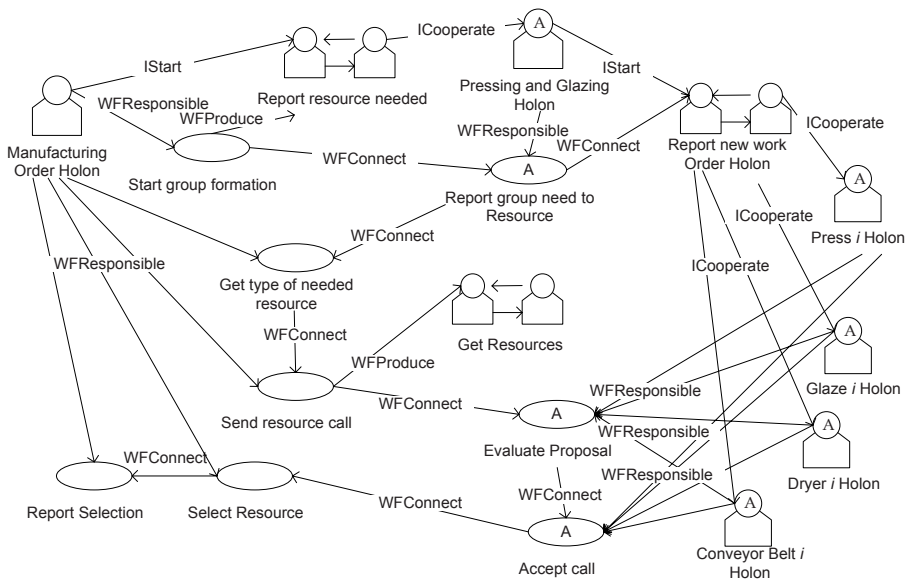 ICooperate
A
IStart
IStart
WFResponsible
Report resource needed
Pressing and Glazing
Holon
WFProduce
ICooperate
WFResponsible
WFConnect
Manufacturing
Order Holon
WFConnect
Report new work
Order Holon
A
Start group formation
A
Report group need to
Resource
ICooperate
Press i Holon
WFConnect
WFResponsible
ICooperate
Get type of needed
resource
WFConnect
Get Resources
A
WFProduce
Glaze i Holon
WFResponsible
Send resource call
WFConnect
A
A
WFResponsible
Evaluate Proposal
WFConnect
WFResponsible
Dryer i Holon
WFConnect
Report Selection
Select Resource
WFConnect
A
A
Conveyor Belt i
Holon
Accept call